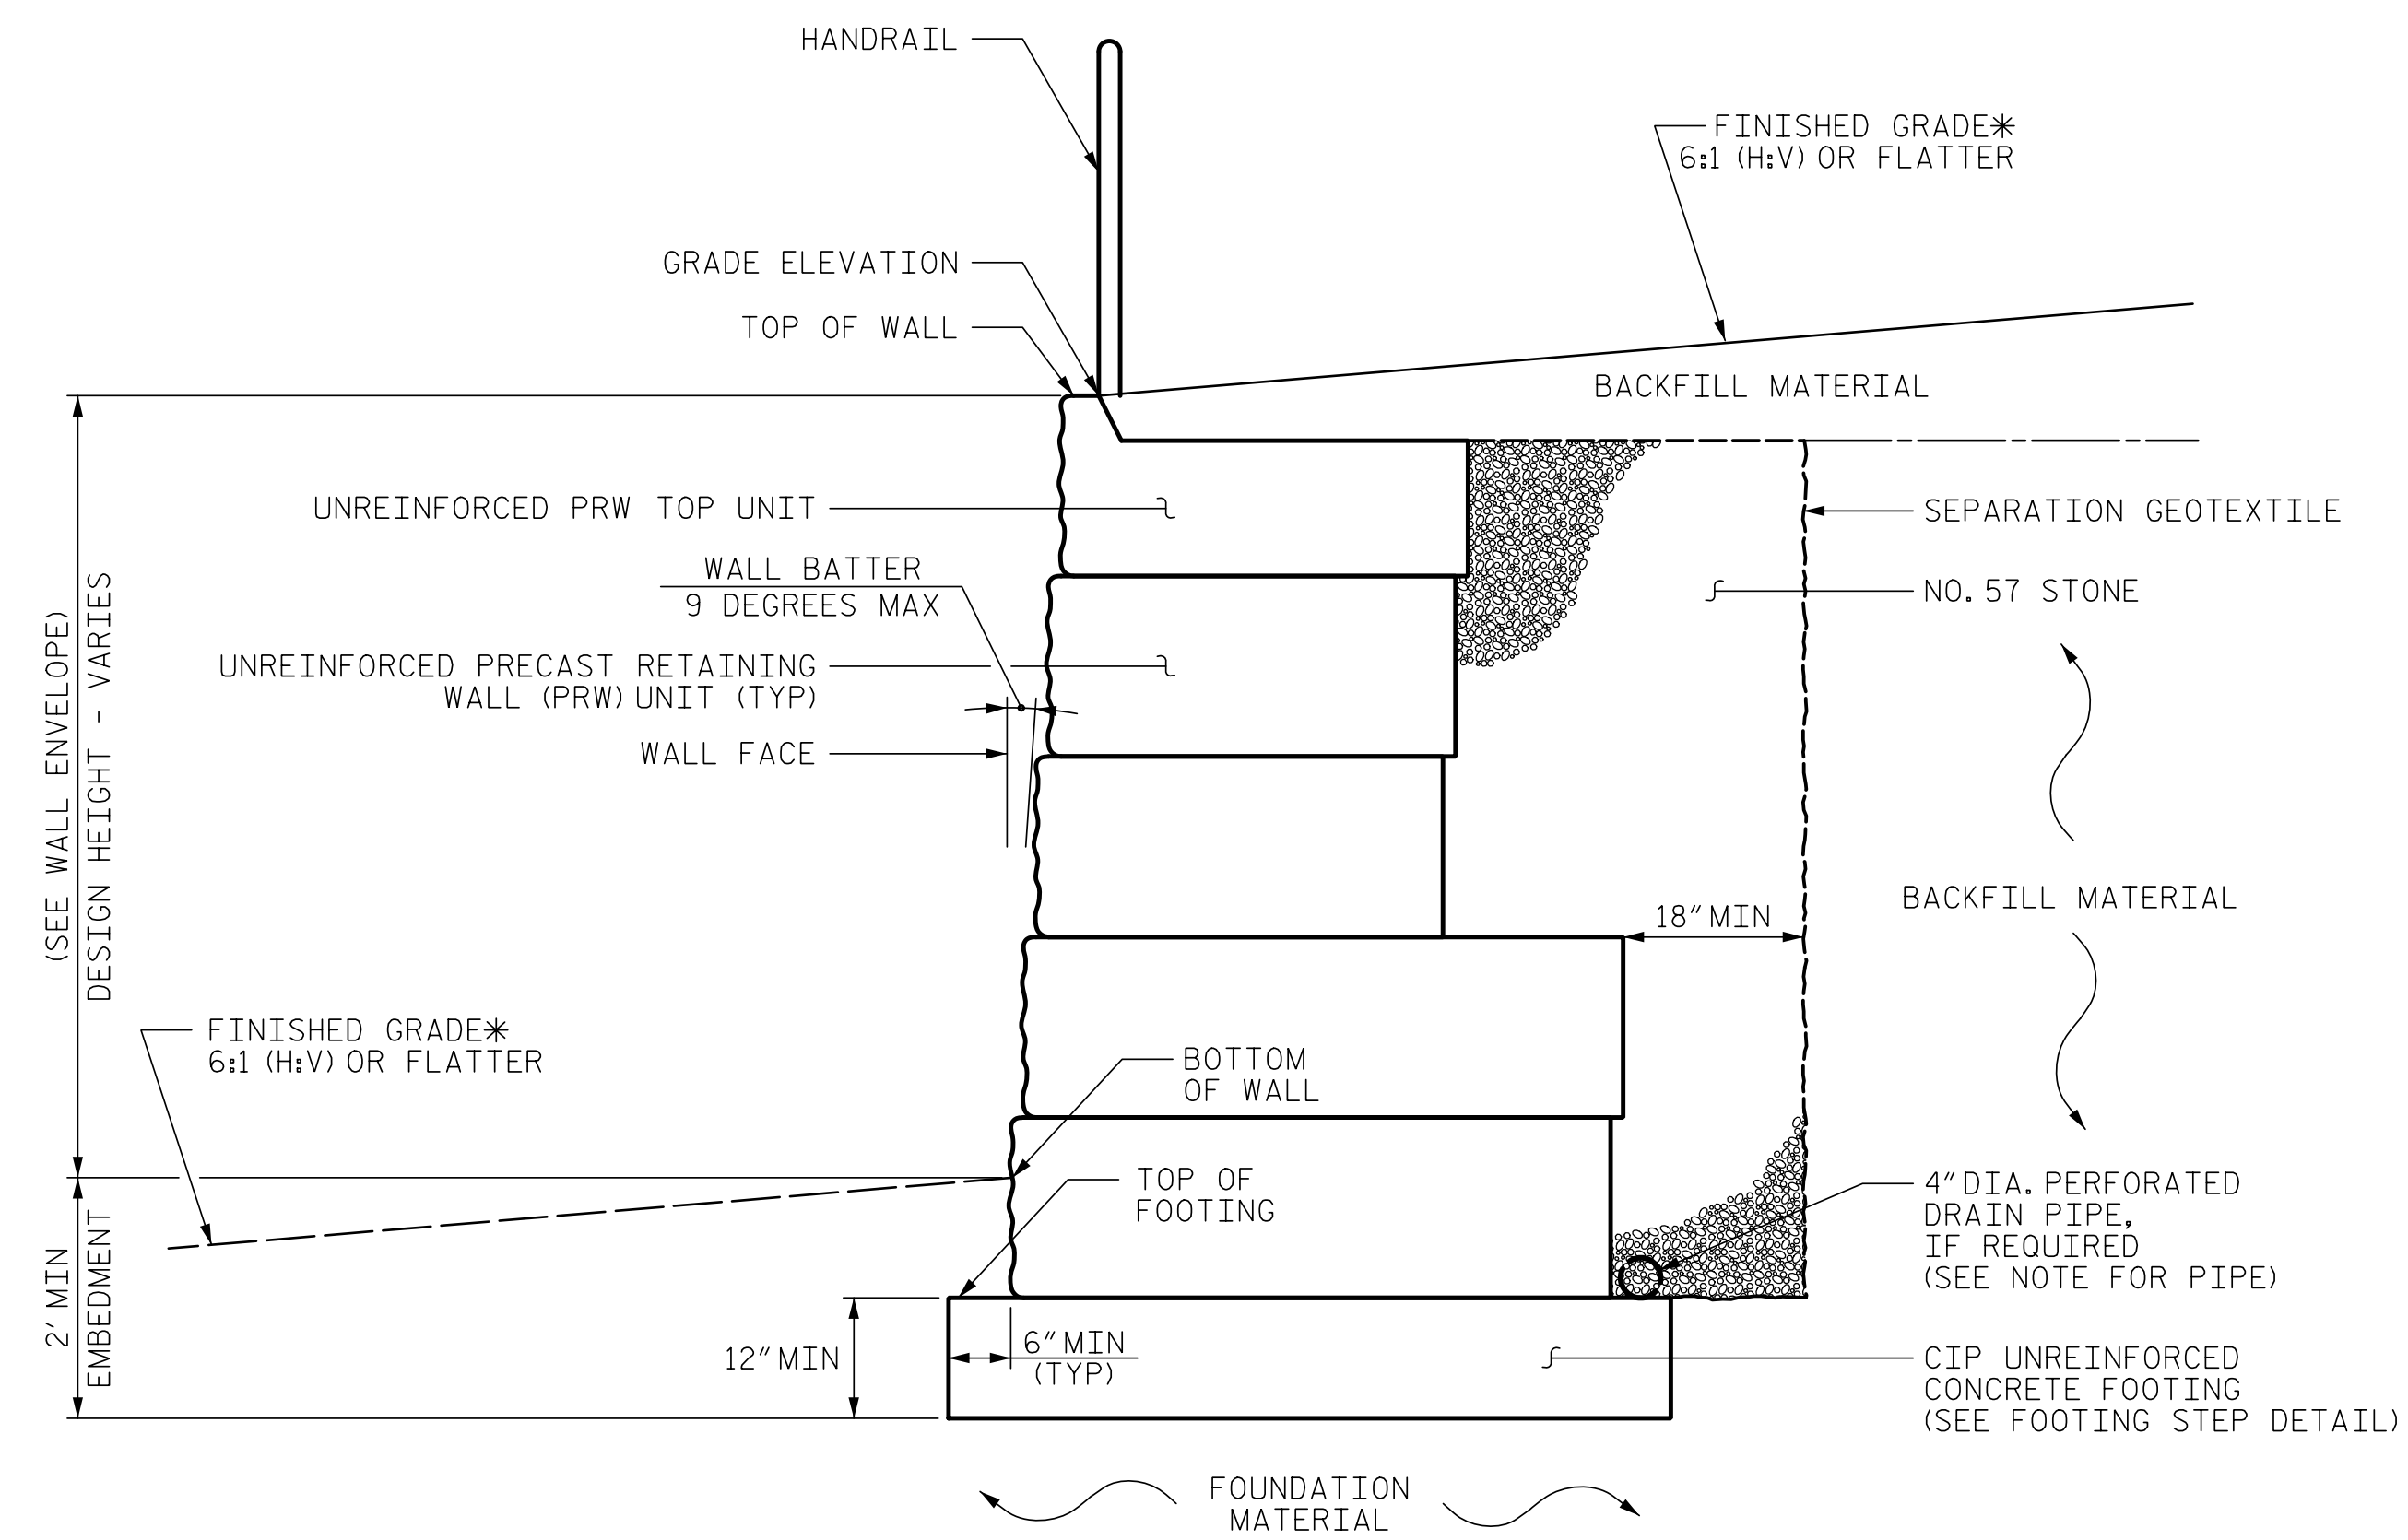 HANDRAIL
FINISHED GRADE*
6:1 (H:V) OR FLATTER
GRADE ELEVATION
TOP OF WALL
BACKFILL MATERIAL
UNREINFORCED PRW TOP UNIT
SEPARATION GEOTEXTILE
WALL BATTER
9 DEGREES MAX
NO. 57 STONE
UNREINFORCED PRECAST RETAINING
WALL (PRW) UNIT (TYP)
WALL FACE
(SEE WALL ENVELOPE)
DESIGN HEIGHT - VARIES
18" MIN
BACKFILL MATERIAL
FINISHED GRADE*
6:1 (H:V) OR FLATTER
BOTTOM
OF WALL
TOP OF
FOOTING
4" DIA. PERFORATED
DRAIN PIPE,
IF REQUIRED
(SEE NOTE FOR PIPE)
2' MIN
EMBEDMENT
12" MIN
6" MIN
(TYP)
CIP UNREINFORCED
CONCRETE FOOTING
(SEE FOOTING STEP DETAIL)
FOUNDATION
MATERIAL